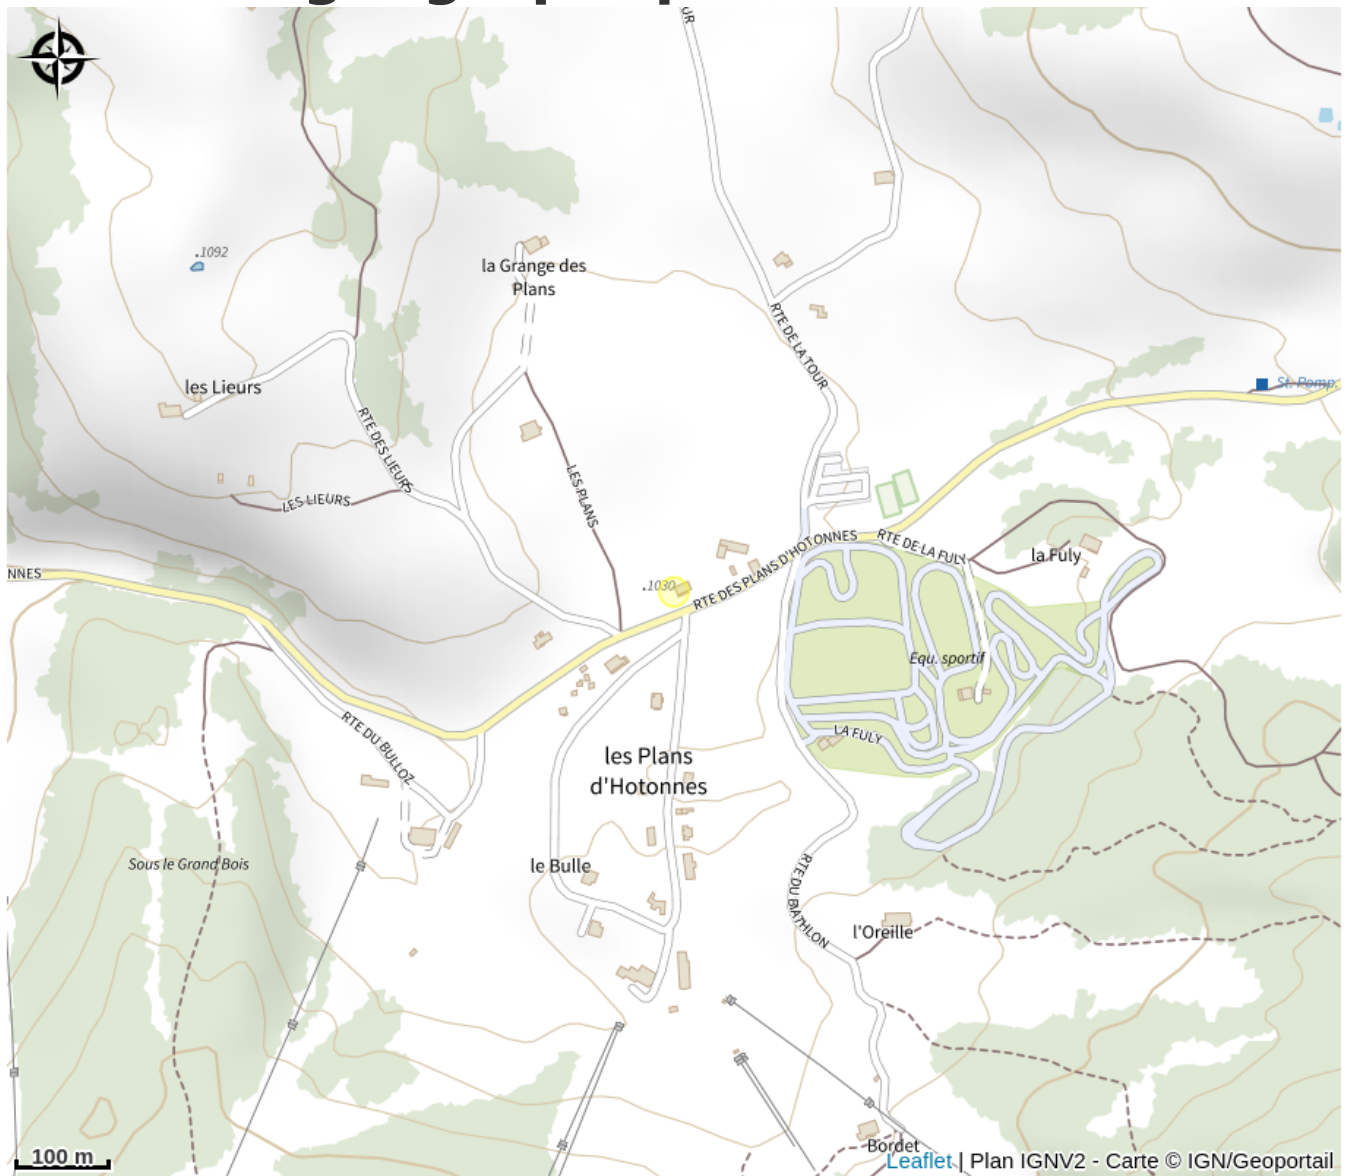 .1092
la Grange des
Plans
RTE DE LA TOUR
les Lieurs
St. Pomp.
RTE DES LIEURS
LES LIEURS
LES PLANS
RTE DES PLANS D'HOTONNES
RTE DE LA FULY
la Fuly
NNES
.1030
Equ. sportif
RTE DU BULLOZ
LA FULY
les Plans
d'Hotonnes
Sous le Grand Bois
le Bulle
RTE DU BIATHLON
l'Oreille
Bordet
100 m
Leaflet | Plan IGNV2 - Carte © IGN/Geoportail